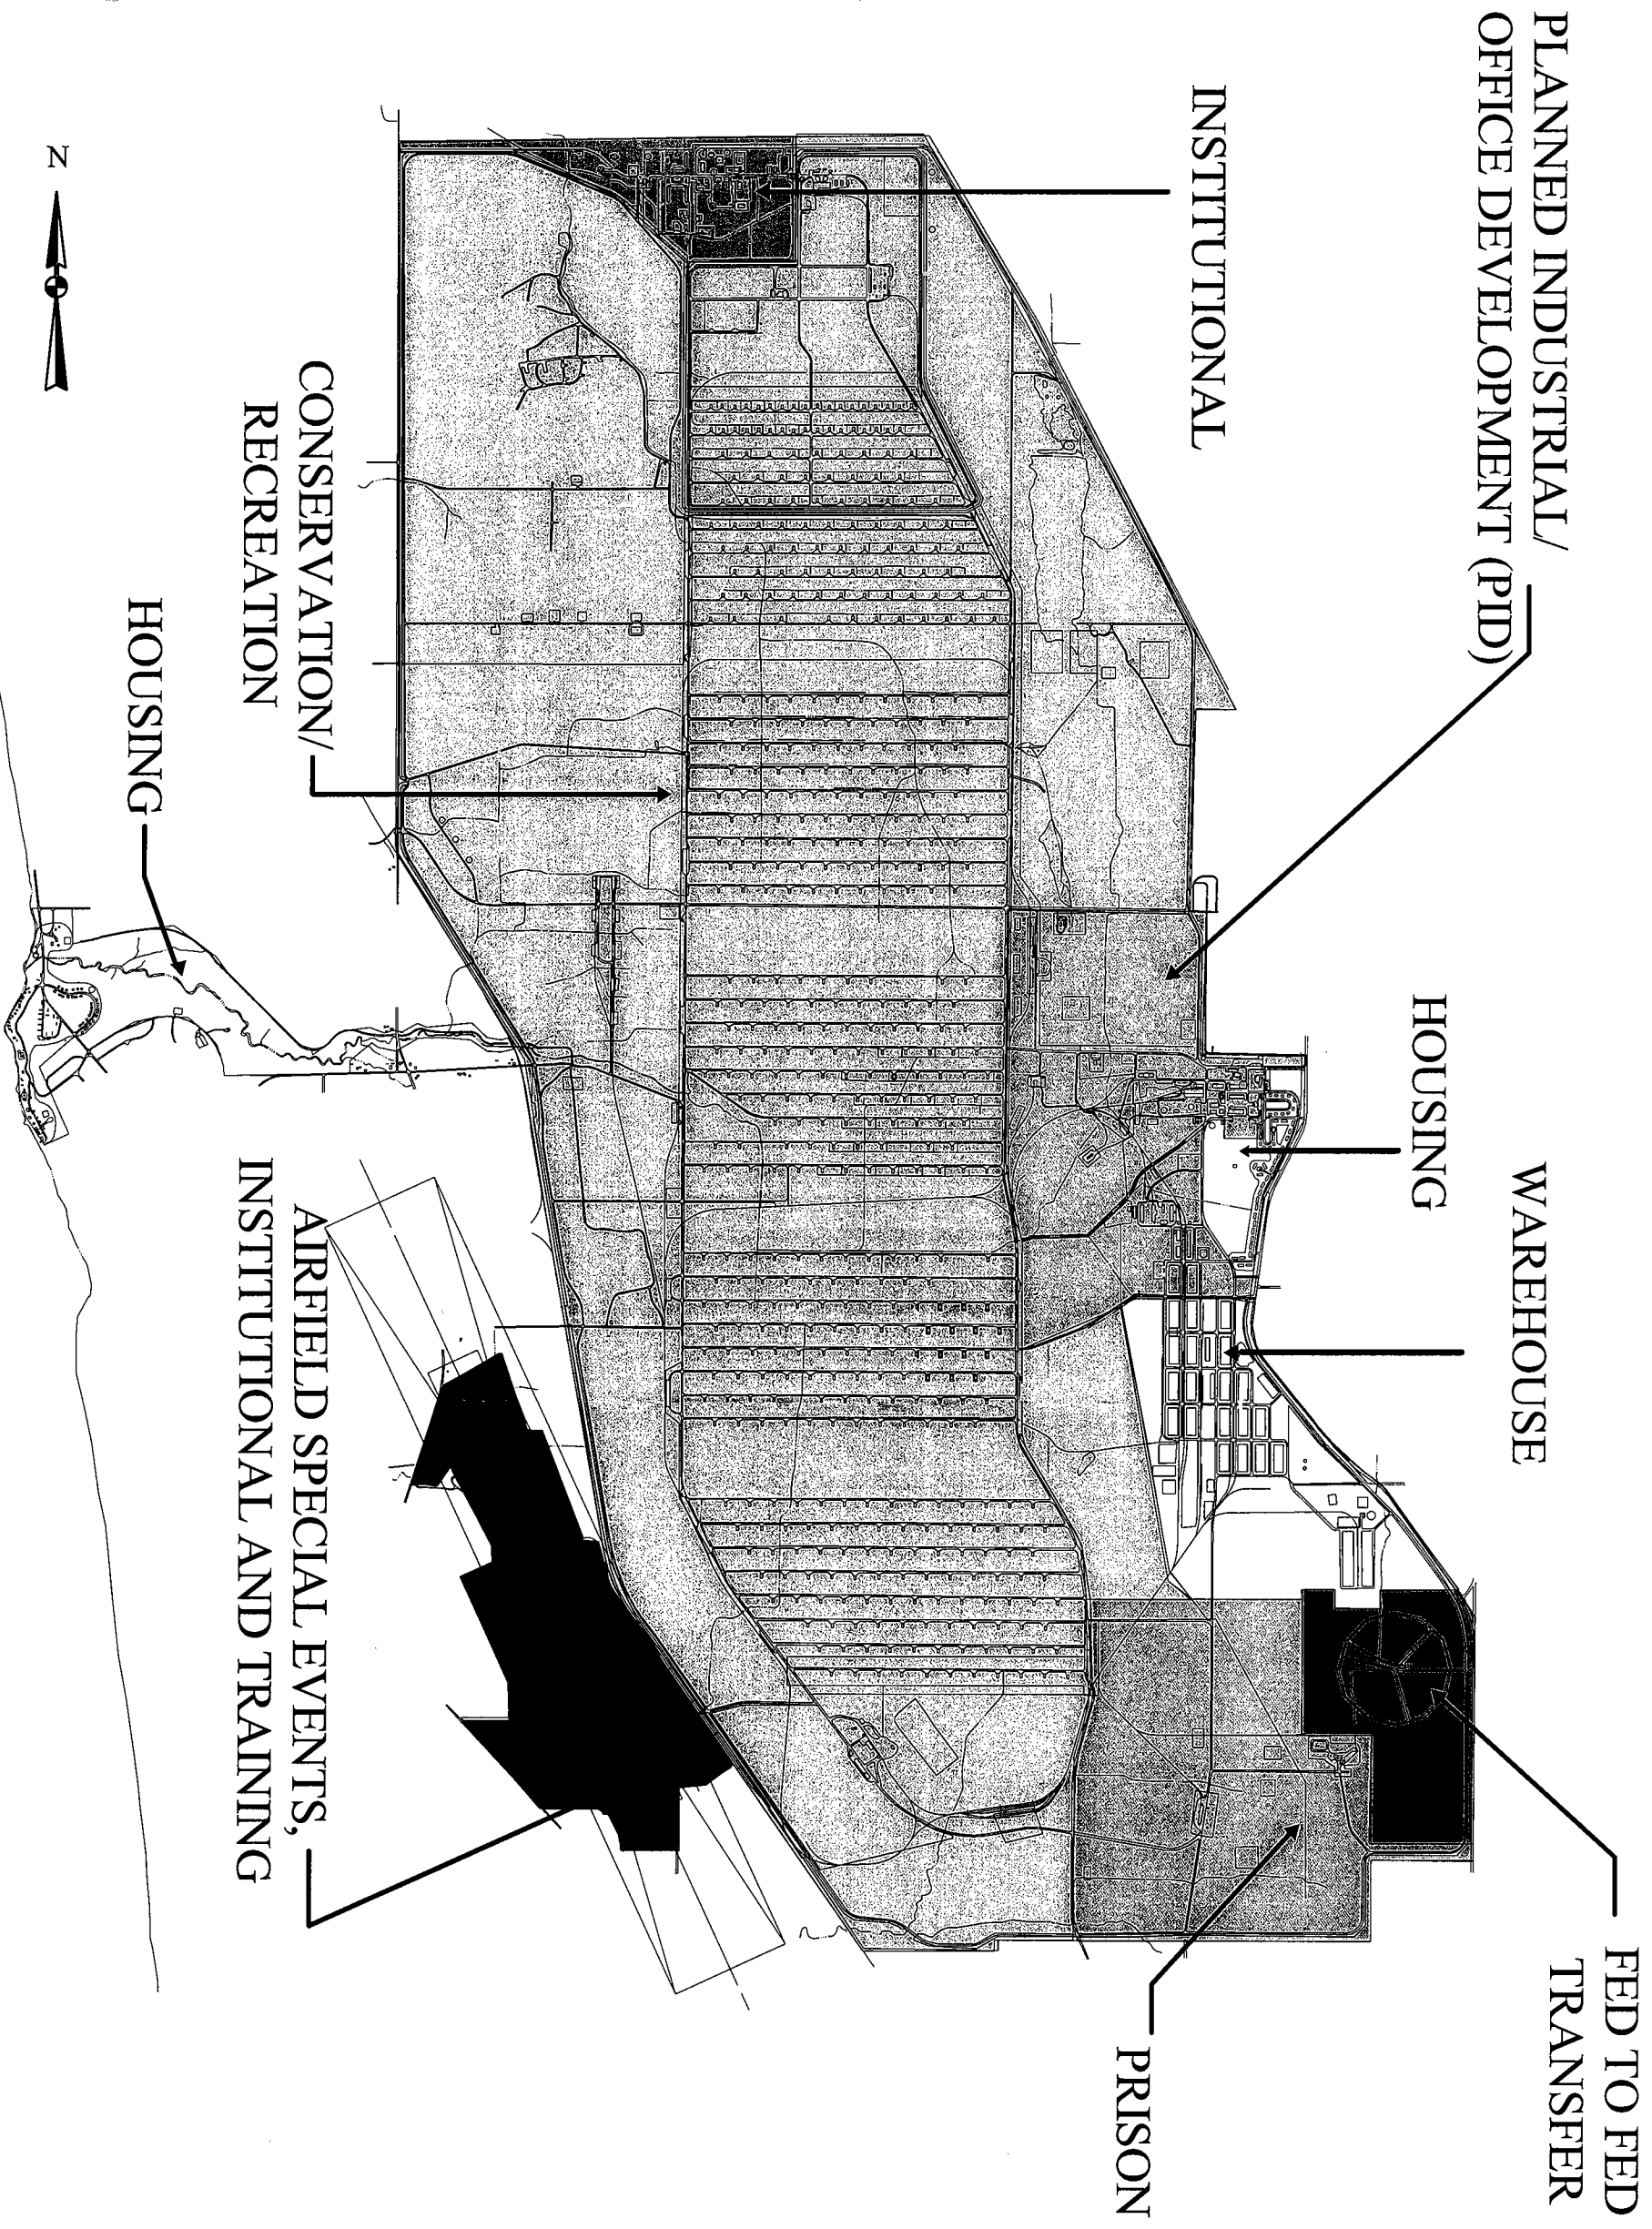 PLANNED INDUSTRIAL/
OFFICE DEVELOPMENT (PID)
INSTITUTIONAL
HOUSING
WAREHOUSE
FED TO FED
TRANSFER
PRISON
CONSERVATION/
RECREATION
HOUSING
AIRFIELD SPECIAL EVENTS,
INSTITUTIONAL AND TRAINING
N